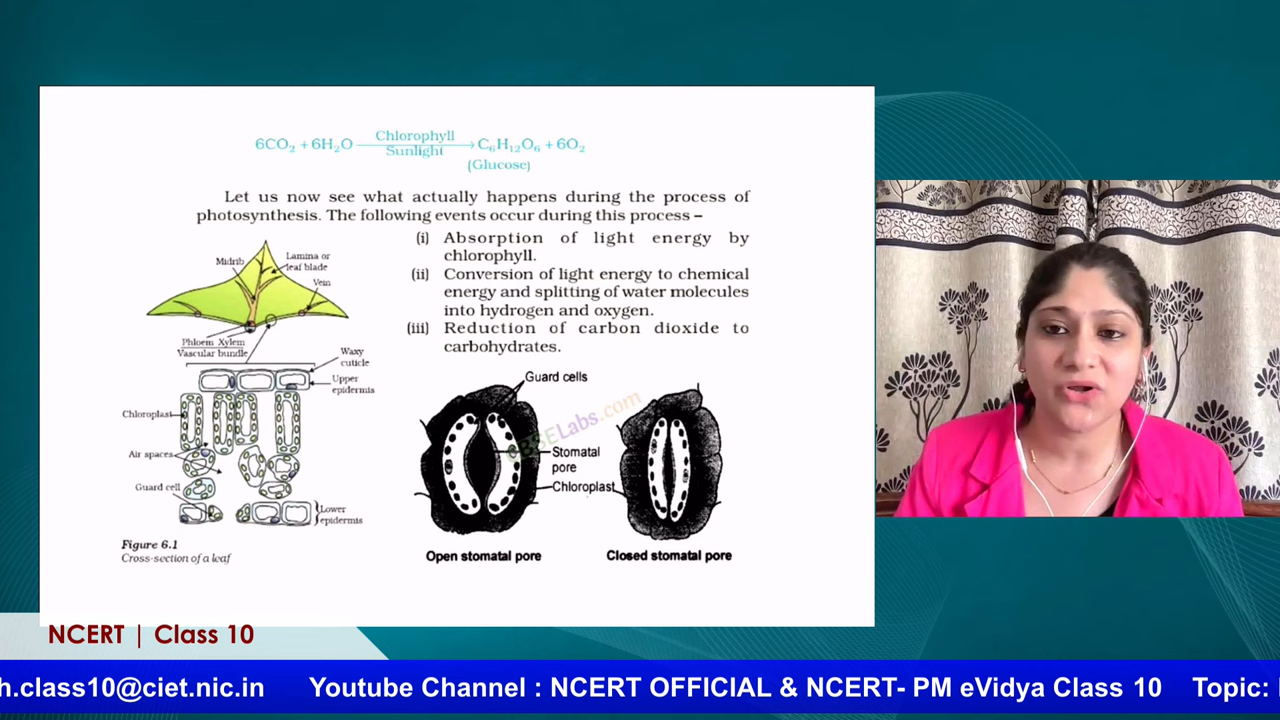 Chlorophyll
6CO₂ + 6H₂O → C₆H₁₂O₆ + 6O₂
Sunlight
(Glucose)
Let us now see what actually happens during the process of
photosynthesis. The following events occur during this process –
(i) Absorption of light energy by
chlorophyll.
(ii) Conversion of light energy to chemical
energy and splitting of water molecules
into hydrogen and oxygen.
(iii) Reduction of carbon dioxide to
carbohydrates.
Midrib
Lamina or
leaf blade
Vein
Phloem Xylem
Vascular bundle
Waxy
cuticle
Upper
epidermis
Chloroplast
Air spaces
Guard cell
Lower
epidermis
Figure 6.1
Cross-section of a leaf
Guard cells
Stomatal
pore
Chloroplast
Open stomatal pore
Closed stomatal pore
NCERT | Class 10
h.class10@ciet.nic.in Youtube Channel : NCERT OFFICIAL & NCERT- PM eVidya Class 10 Topic: